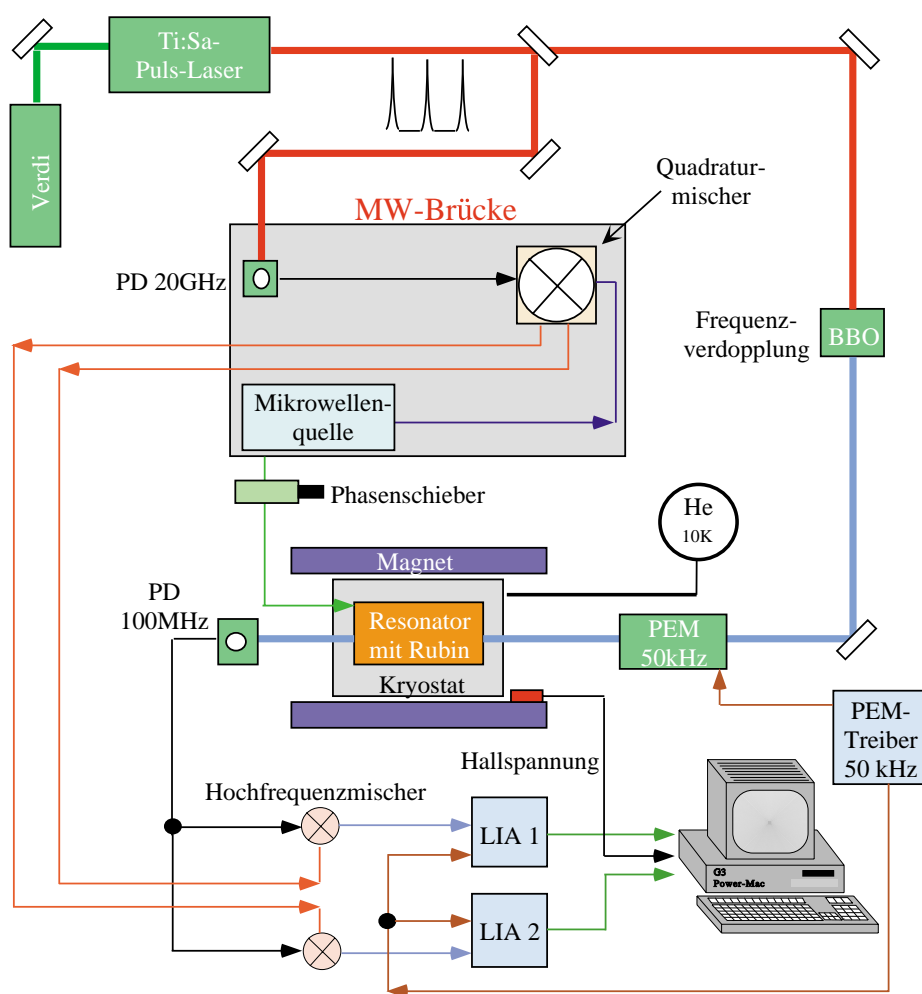 Ti:Sa-
Puls-Laser
Verdi
Quadratur-
mischer
MW-Brücke
PD 20GHz
Frequenz-
verdopplung
BBO
Mikrowellen-
quelle
Phasenschieber
He
10K
Magnet
PD
100MHz
Resonator
mit Rubin
PEM
50kHz
Kryostat
PEM-
Treiber
50 kHz
Hallspannung
Hochfrequenzmischer
LIA 1
G3
Power-Mac
LIA 2